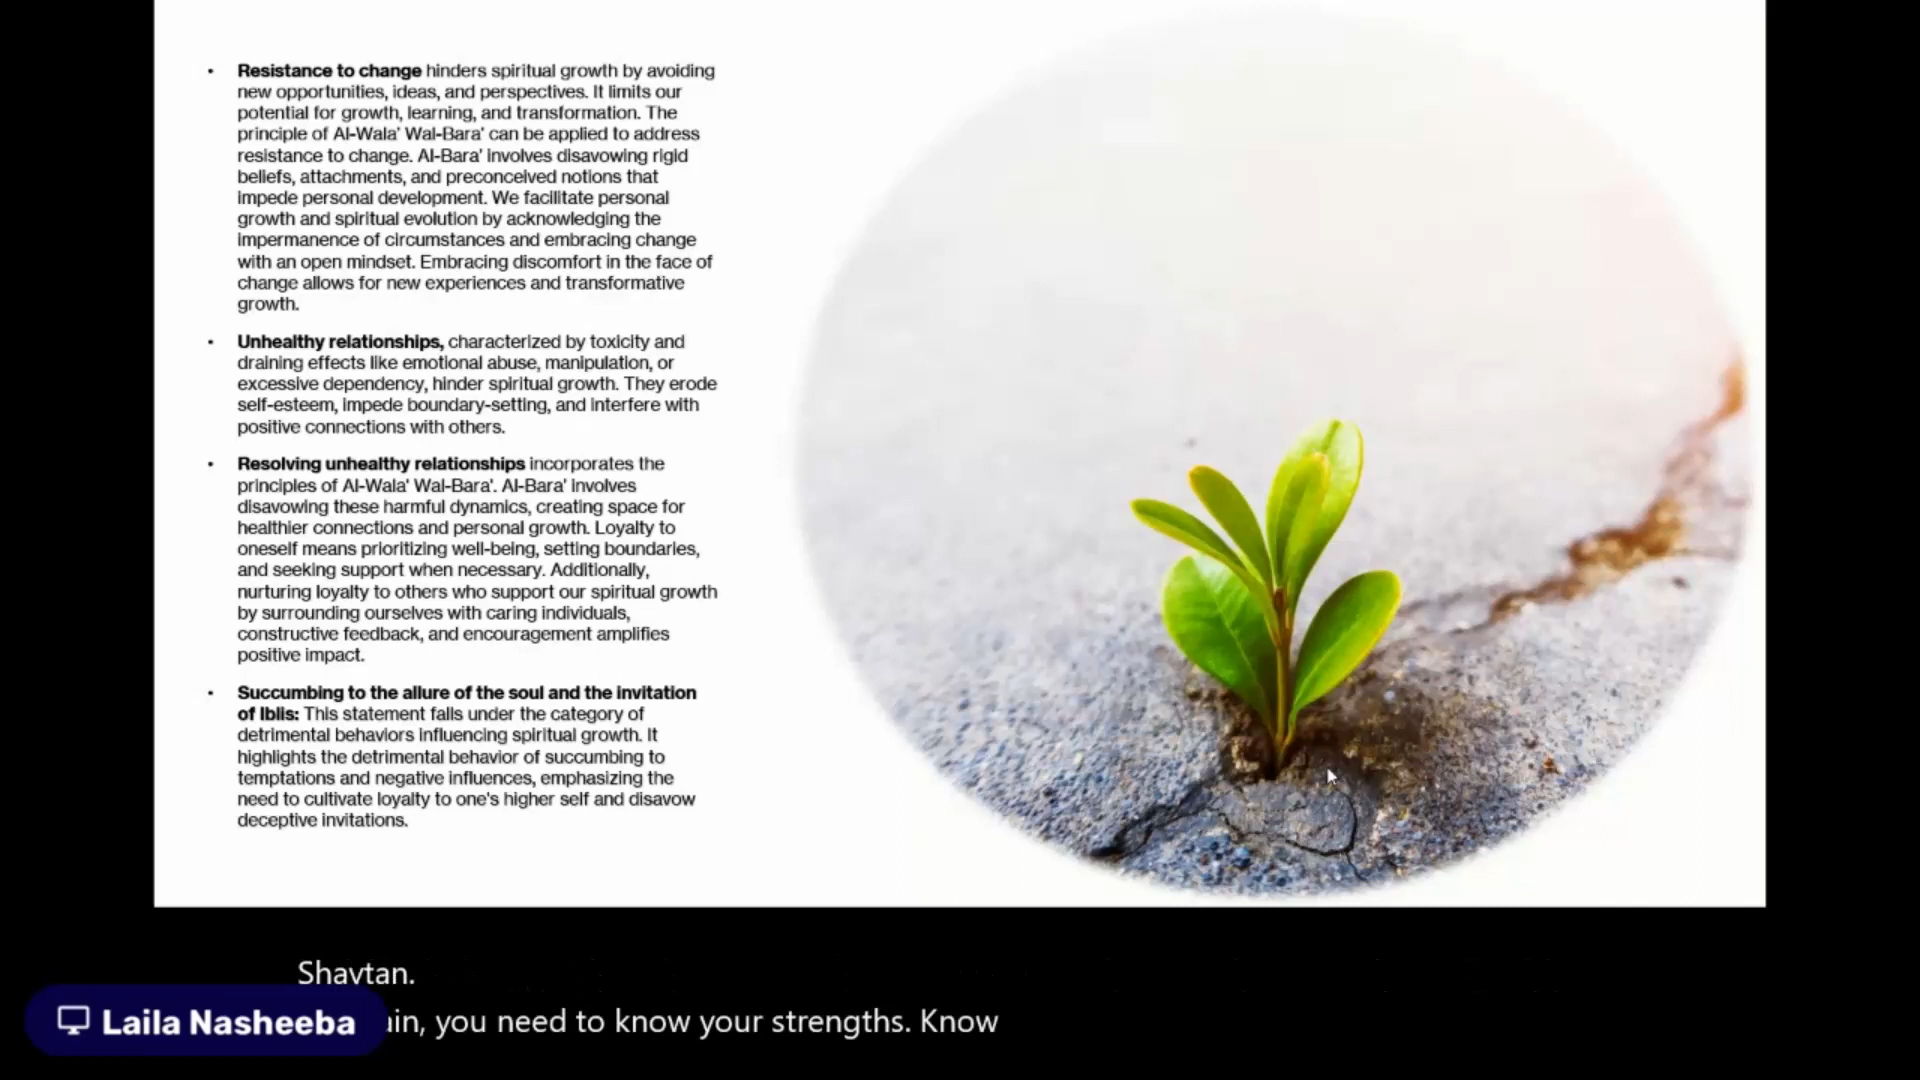 • Resistance to change hinders spiritual growth by avoiding
new opportunities, ideas, and perspectives. It limits our
potential for growth, learning, and transformation. The
principle of Al-Wala' Wal-Bara' can be applied to address
resistance to change. Al-Bara' involves disavowing rigid
beliefs, attachments, and preconceived notions that
impede personal development. We facilitate personal
growth and spiritual evolution by acknowledging the
impermanence of circumstances and embracing change
with an open mindset. Embracing discomfort in the face of
change allows for new experiences and transformative
growth.
• Unhealthy relationships, characterized by toxicity and
draining effects like emotional abuse, manipulation, or
excessive dependency, hinder spiritual growth. They erode
self-esteem, impede boundary-setting, and interfere with
positive connections with others.
• Resolving unhealthy relationships incorporates the
principles of Al-Wala' Wal-Bara'. Al-Bara' involves
disavowing these harmful dynamics, creating space for
healthier connections and personal growth. Loyalty to
oneself means prioritizing well-being, setting boundaries,
and seeking support when necessary. Additionally,
nurturing loyalty to others who support our spiritual growth
by surrounding ourselves with caring individuals,
constructive feedback, and encouragement amplifies
positive impact.
• Succumbing to the allure of the soul and the invitation
of Iblis: This statement falls under the category of
detrimental behaviors influencing spiritual growth. It
highlights the detrimental behavior of succumbing to
temptations and negative influences, emphasizing the
need to cultivate loyalty to one's higher self and disavow
deceptive invitations.
Shaytan.
Laila Nasheeba
you need to know your strengths. Know